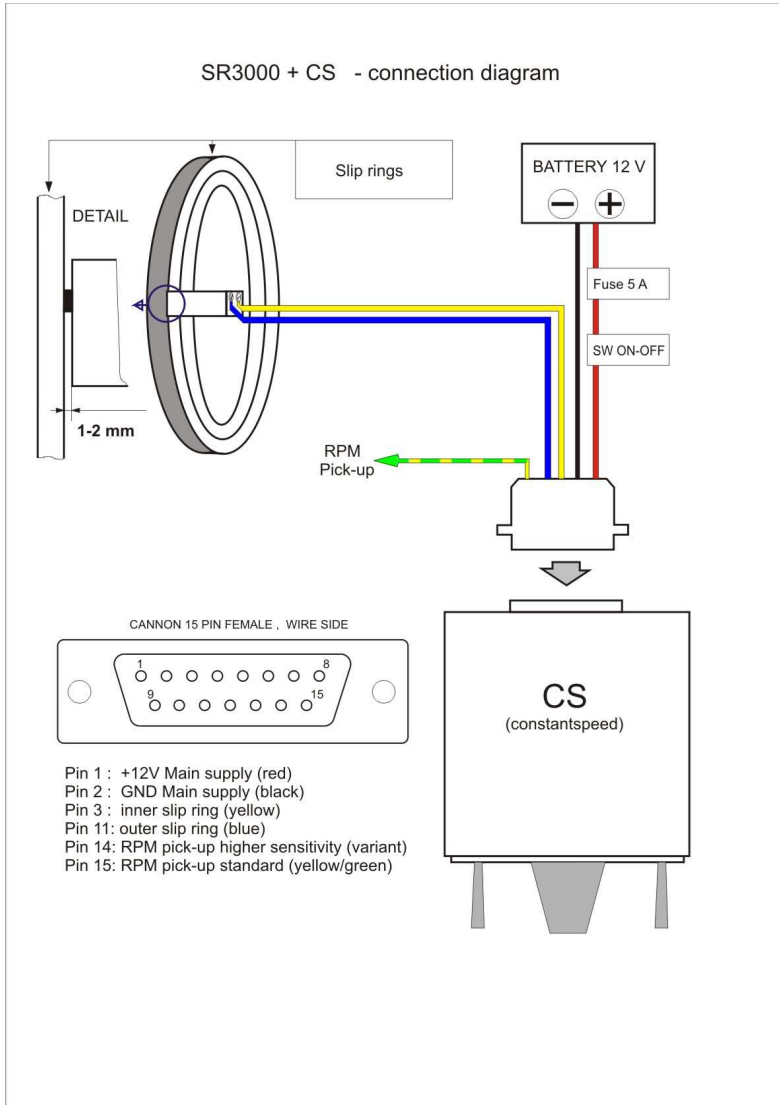 SR3000 + CS - connection diagram
Slip rings
BATTERY 12 V
− +
DETAIL
Fuse 5 A
SW ON-OFF
1-2 mm
RPM
Pick-up
CANNON 15 PIN FEMALE , WIRE SIDE
1 8
9 15
CS
(constantspeed)
Pin 1 : +12V Main supply (red)
Pin 2 : GND Main supply (black)
Pin 3 : inner slip ring (yellow)
Pin 11: outer slip ring (blue)
Pin 14: RPM pick-up higher sensitivity (variant)
Pin 15: RPM pick-up standard (yellow/green)